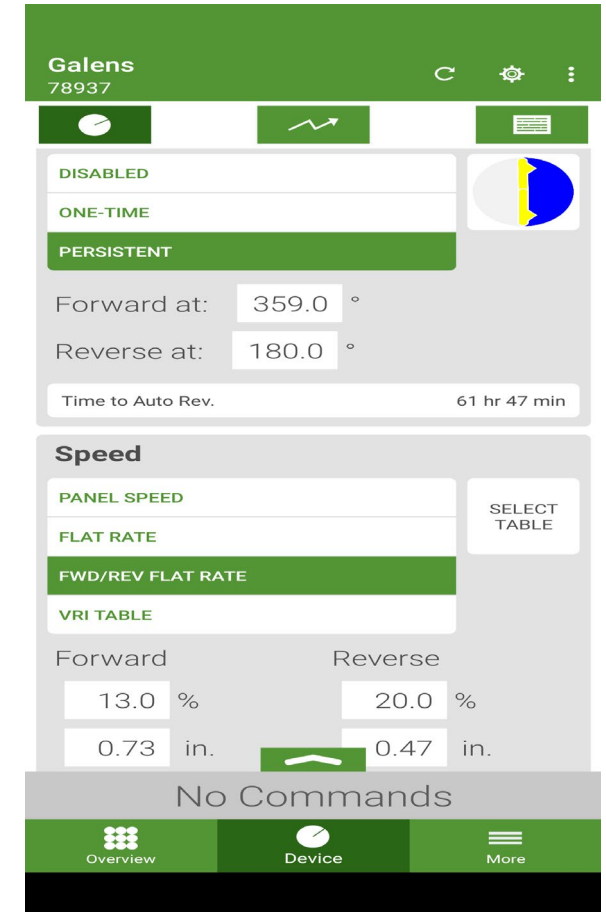 Galens
78937
DISABLED
ONE-TIME
PERSISTENT
Forward at: 359.0 °
Reverse at: 180.0 °
Time to Auto Rev. 61 hr 47 min
Speed
PANEL SPEED
SELECT
TABLE
FLAT RATE
FWD/REV FLAT RATE
VRI TABLE
Forward Reverse
13.0 % 20.0 %
0.73 in. 0.47 in.
No Commands
Overview Device More